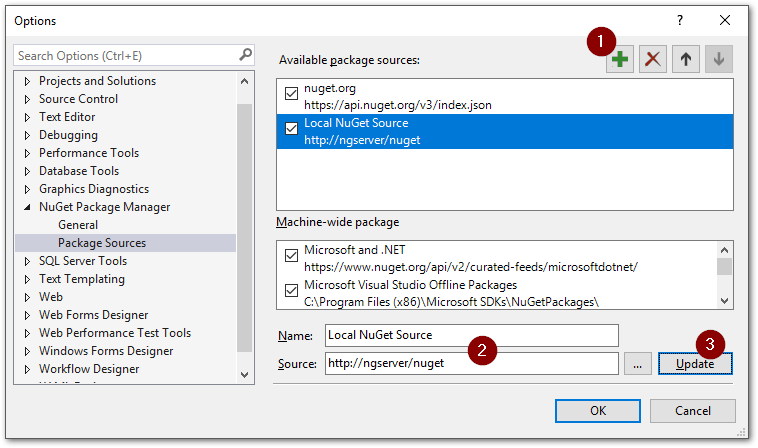 Options
?
Search Options (Ctrl+E)
Projects and Solutions
Source Control
Text Editor
Debugging
Performance Tools
Database Tools
Graphics Diagnostics
NuGet Package Manager
General
Package Sources
SQL Server Tools
Text Templating
Web
Web Forms Designer
Web Performance Test Tools
Windows Forms Designer
Workflow Designer
1
Available package sources:
nuget.org
https://api.nuget.org/v3/index.json
Local NuGet Source
http://ngserver/nuget
Machine-wide package
Microsoft and .NET
https://www.nuget.org/api/v2/curated-feeds/microsoftdotnet/
Microsoft Visual Studio Offline Packages
C:\Program Files (x86)\Microsoft SDKs\NuGetPackages\
Name: Local NuGet Source
2
3
Source: http://ngserver/nuget ... Update
OK Cancel